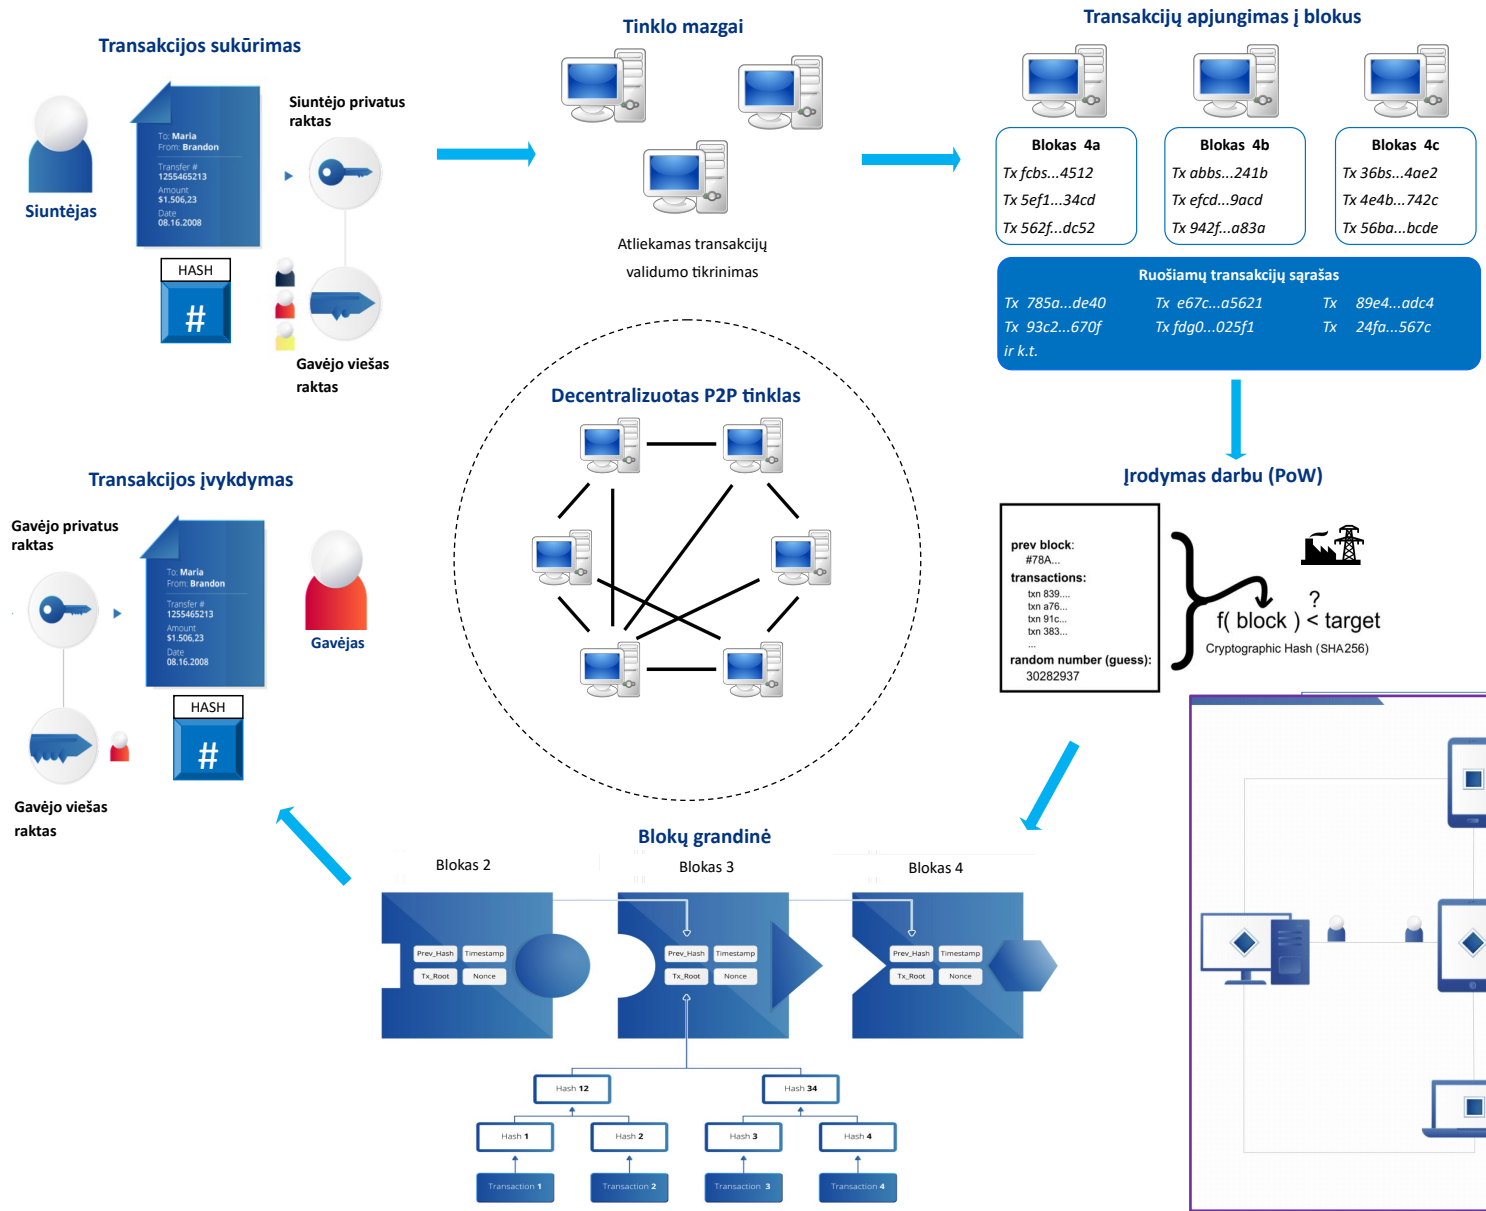 Transakcijos sukūrimas
To: Maria
From: Brandon
Transfer #
1255465213
Amount
$1.506,23
Date
08.16.2008
Siuntėjas
HASH
#
Siuntėjo privatus
raktas
Gavėjo viešas
raktas
Tinklo mazgai
Atliekamas transakcijų
validumo tikrinimas
Transakcijų apjungimas į blokus
Blokas 4a
Tx fcbs...4512
Tx 5ef1...34cd
Tx 562f...dc52
Blokas 4b
Tx abbs...241b
Tx efcd...9acd
Tx 942f...a83a
Blokas 4c
Tx 36bs...4ae2
Tx 4e4b...742c
Tx 56ba...bcde
Ruošiamų transakcijų sąrašas
Tx 785a...de40 Tx e67c...a5621 Tx 89e4...adc4
Tx 93c2...670f Tx fdg0...025f1 Tx 24fa...567c
ir k.t.
Decentralizuotas P2P tinklas
Įrodymas darbu (PoW)
prev block:
#78A...
transactions:
txn 839....
txn a76...
txn 91c...
txn 383...
...
random number (guess):
30282937
?
f( block ) < target
Cryptographic Hash (SHA256)
Transakcijos įvykdymas
Gavėjo privatus
raktas
To: Maria
From: Brandon
Transfer #
1255465213
Amount
$1.506,23
Date
08.16.2008
Gavėjas
HASH
#
Gavėjo viešas
raktas
Blokų grandinė
Blokas 2
Prev_Hash Timestamp
Tx_Root Nonce
Blokas 3
Prev_Hash Timestamp
Tx_Root Nonce
Blokas 4
Prev_Hash Timestamp
Tx_Root Nonce
Hash 12 Hash 34
Hash 1 Hash 2 Hash 3 Hash 4
Transaction 1 Transaction 2 Transaction 3 Transaction 4